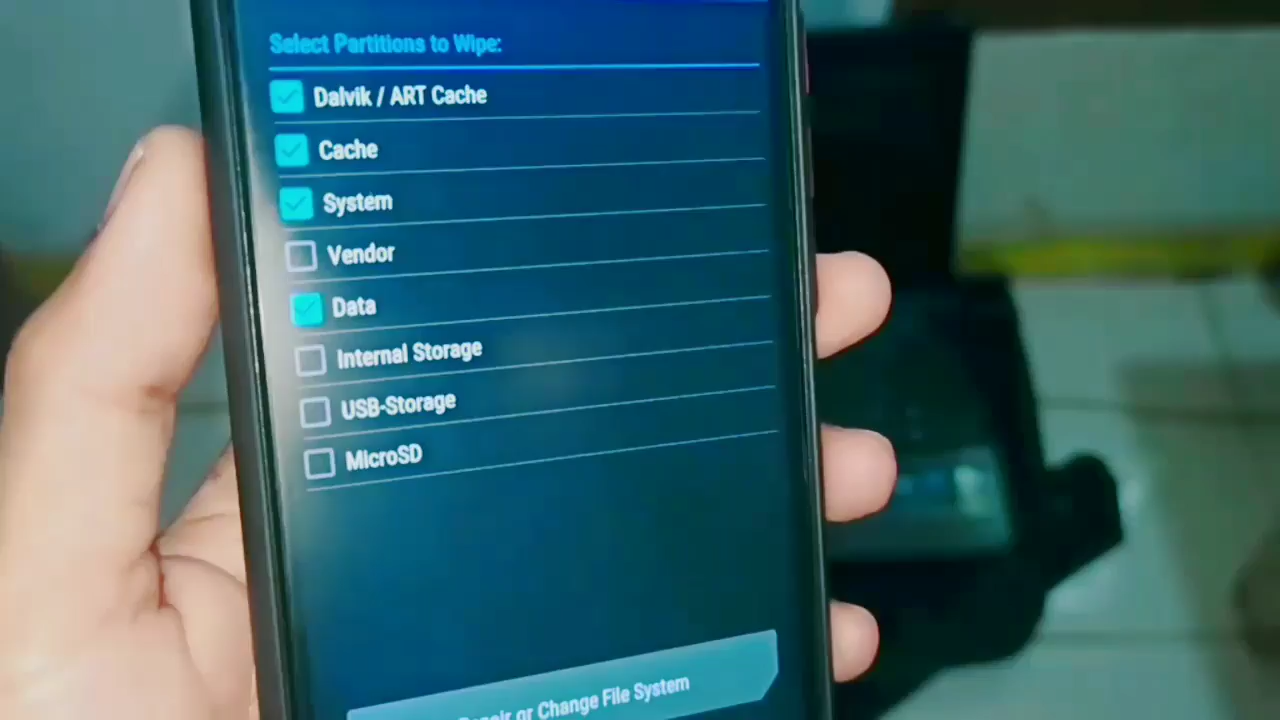 Select Partitions to Wipe:
Dalvik / ART Cache
Cache
System
Vendor
Data
Internal Storage
USB-Storage
MicroSD
Repair or Change File System